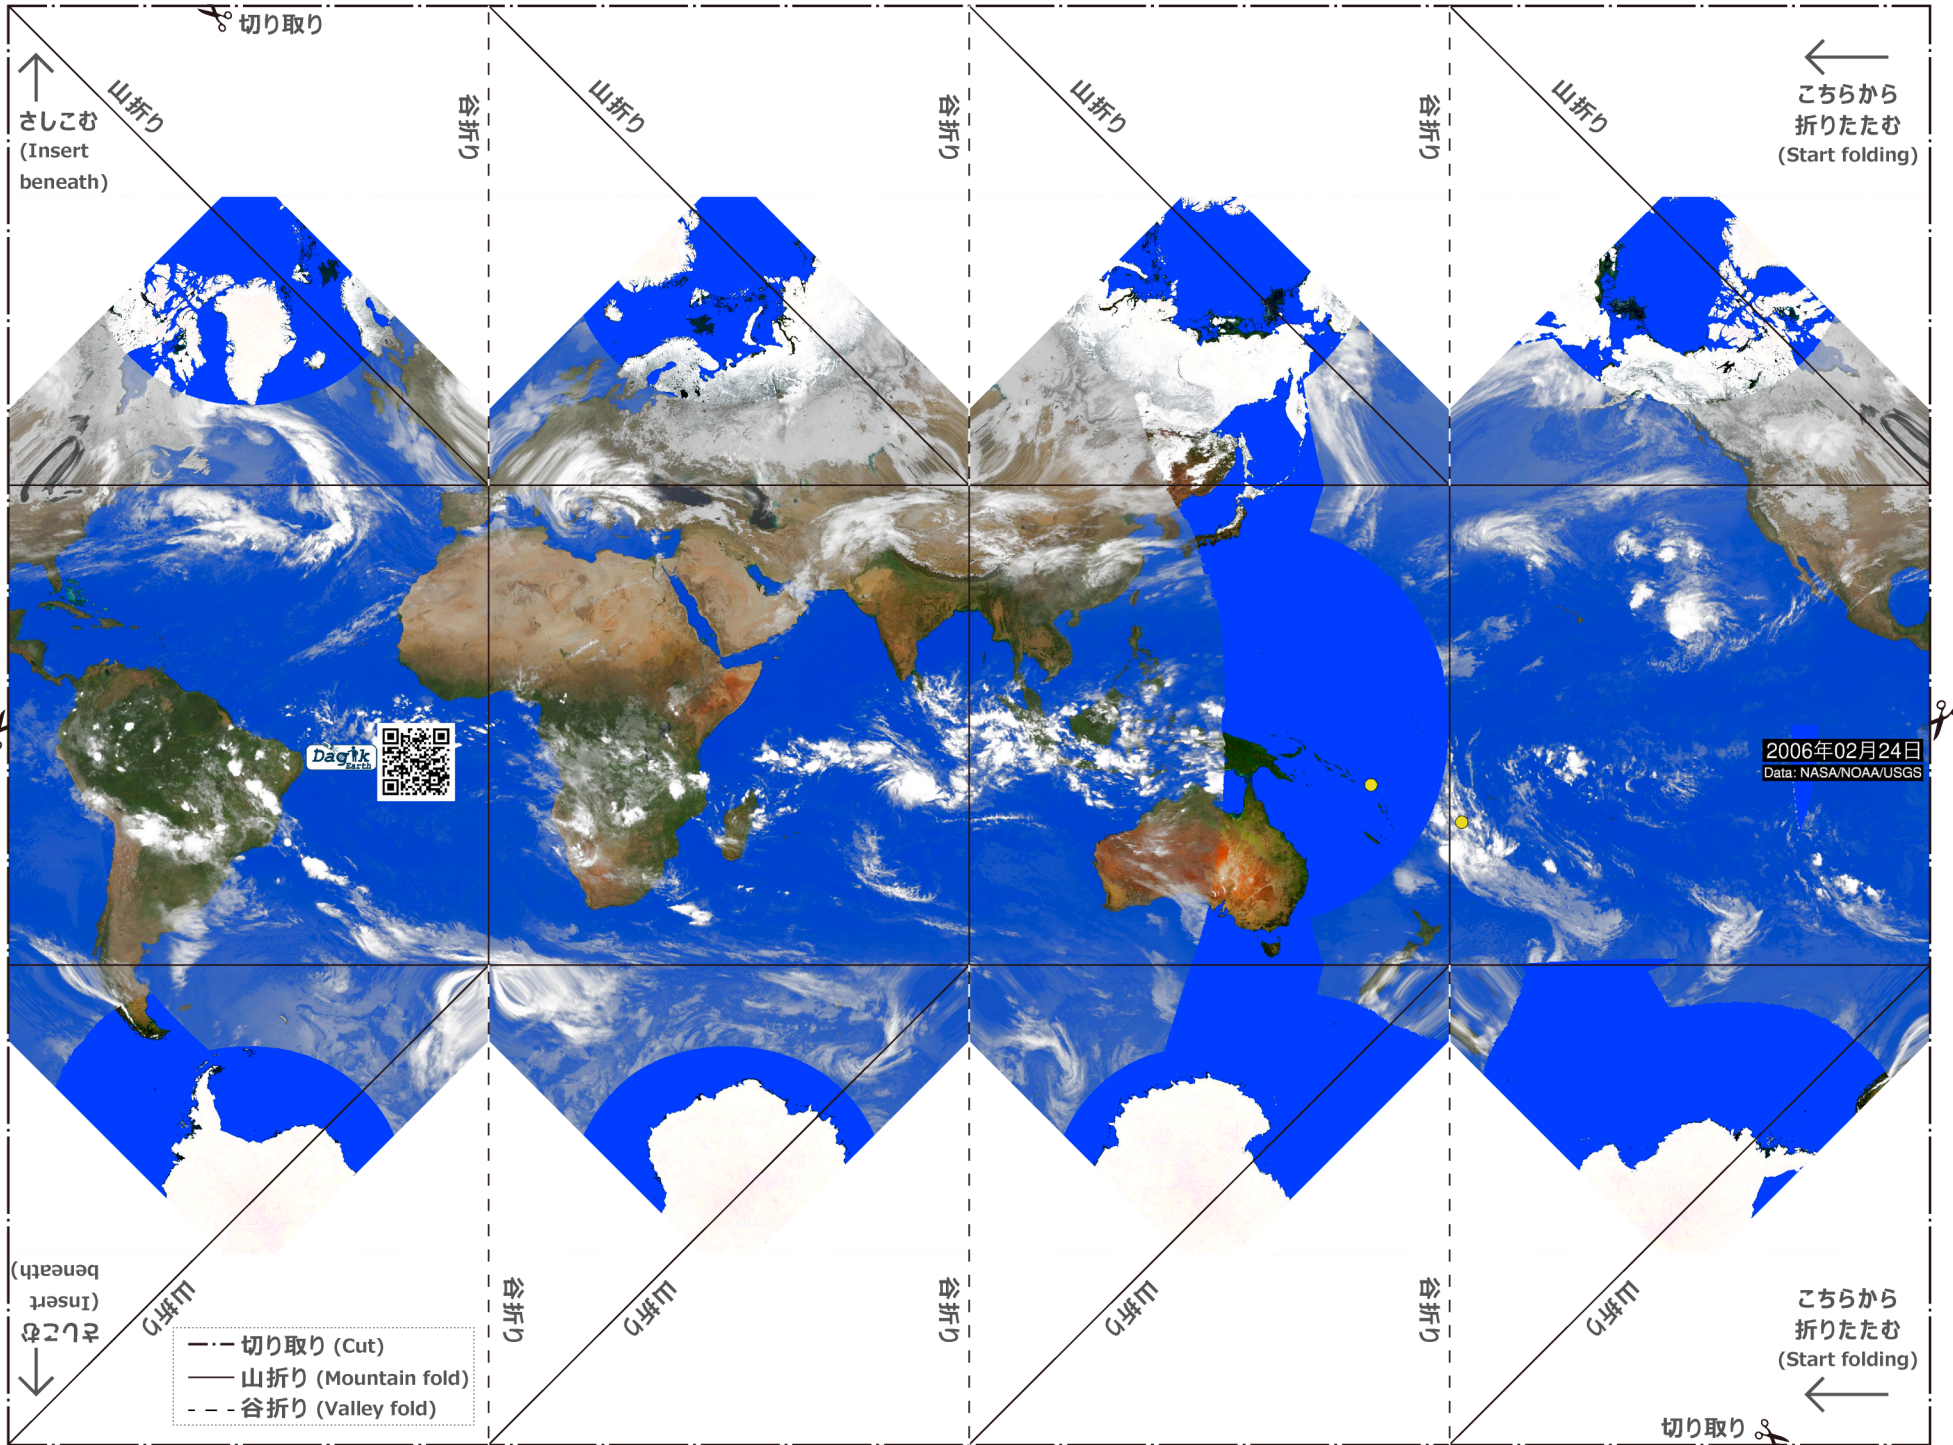 切り取り
山折り
谷折り
山折り
谷折り
山折り
谷折り
山折り
さしこむ
(Insert
beneath)
こちらから
折りたたむ
(Start folding)
Dagik
Earth
2006年02月24日
Data: NASA/NOAA/USGS
さしこむ
(Insert
beneath)
山折り
谷折り
山折り
谷折り
山折り
谷折り
山折り
こちらから
折りたたむ
(Start folding)
切り取り (Cut)
山折り (Mountain fold)
谷折り (Valley fold)
切り取り